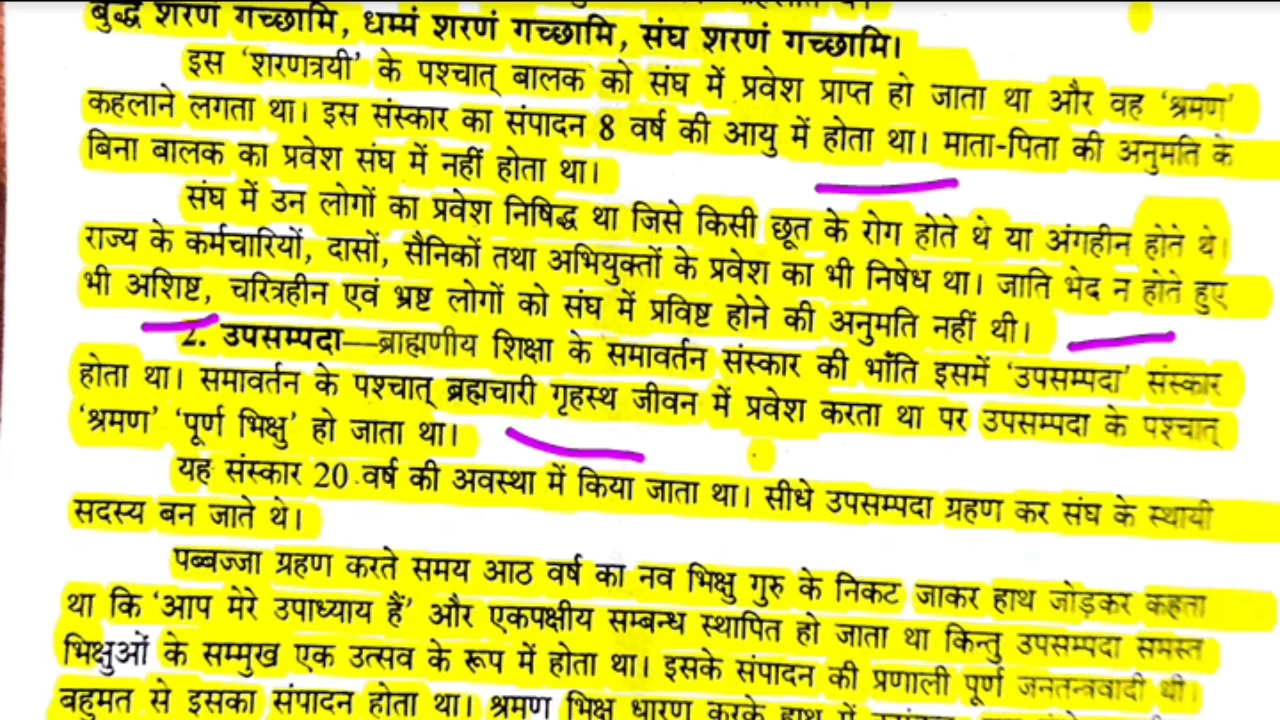 बुद्धं शरणं गच्छामि, धम्मं शरणं गच्छामि, संघ शरणं गच्छामि।
इस 'शरणत्रयी' के पश्चात् बालक को संघ में प्रवेश प्राप्त हो जाता था और वह 'श्रमण'
कहलाने लगता था। इस संस्कार का संपादन 8 वर्ष की आयु में होता था। माता-पिता की अनुमति के
बिना बालक का प्रवेश संघ में नहीं होता था।
संघ में उन लोगों का प्रवेश निषिद्ध था जिसे किसी छूत के रोग होते थे या अंगहीन होते थे।
राज्य के कर्मचारियों, दासों, सैनिकों तथा अभियुक्तों के प्रवेश का भी निषेध था। जाति भेद न होते हुए
भी अशिष्ट, चरित्रहीन एवं भ्रष्ट लोगों को संघ में प्रविष्ट होने की अनुमति नहीं थी।
2. उपसम्पदा—ब्राह्मणीय शिक्षा के समावर्तन संस्कार की भाँति इसमें 'उपसम्पदा' संस्कार
होता था। समावर्तन के पश्चात् ब्रह्मचारी गृहस्थ जीवन में प्रवेश करता था पर उपसम्पदा के पश्चात्
'श्रमण' 'पूर्ण भिक्षु' हो जाता था।
यह संस्कार 20 वर्ष की अवस्था में किया जाता था। सीधे उपसम्पदा ग्रहण कर संघ के स्थायी
सदस्य बन जाते थे।
पब्बज्जा ग्रहण करते समय आठ वर्ष का नव भिक्षु गुरु के निकट जाकर हाथ जोड़कर कहता
था कि 'आप मेरे उपाध्याय हैं' और एकपक्षीय सम्बन्ध स्थापित हो जाता था किन्तु उपसम्पदा समस्त
भिक्षुओं के सम्मुख एक उत्सव के रूप में होता था। इसके संपादन की प्रणाली पूर्ण जनतन्त्रवादी थी।
बहुमत से इसका संपादन होता था। श्रमण भिक्षु धारण करके हाथ में